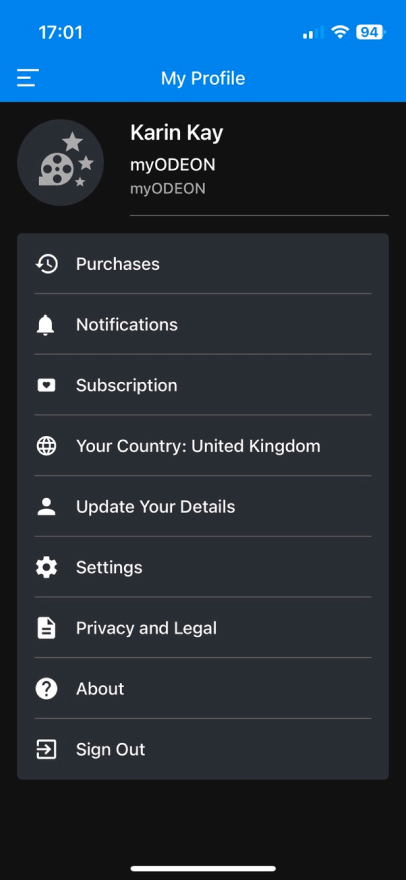 17:01
94
My Profile
Karin Kay
myODEON
myODEON
Purchases
Notifications
Subscription
Your Country: United Kingdom
Update Your Details
Settings
Privacy and Legal
About
Sign Out